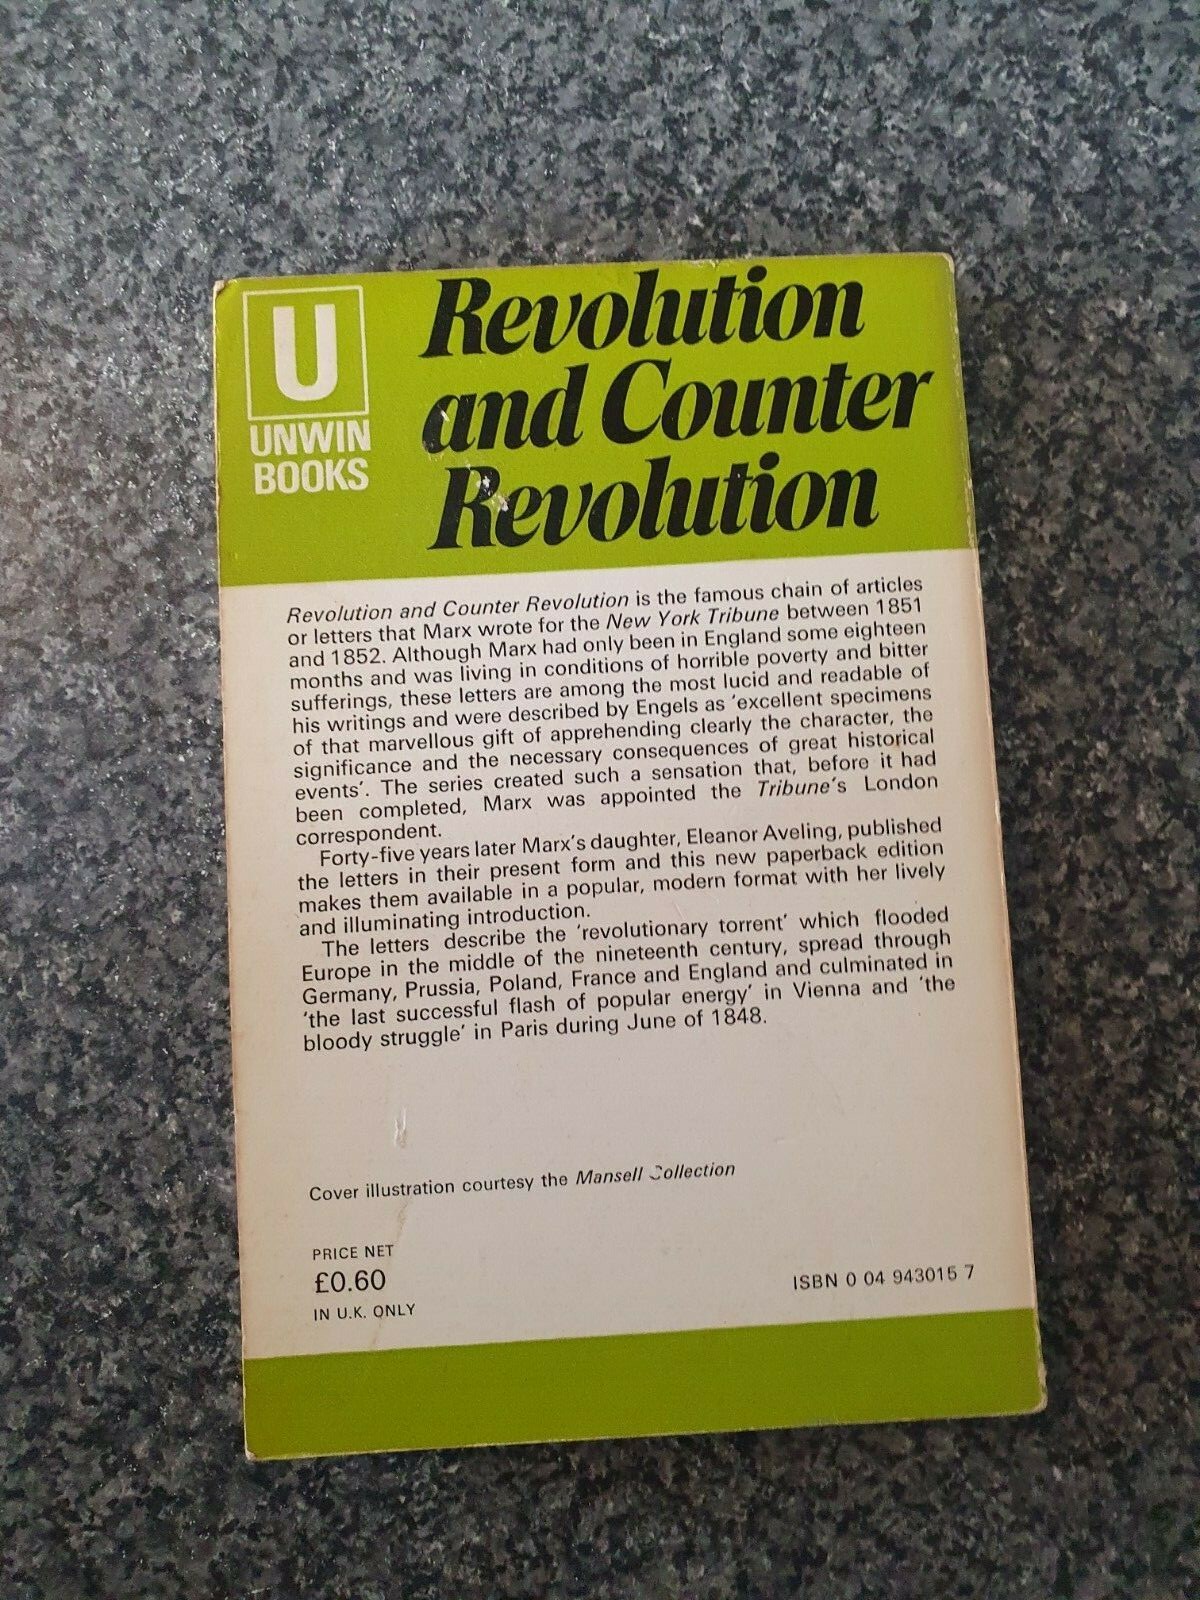 U
UNWIN
BOOKS
Revolution
and Counter
Revolution
Revolution and Counter Revolution is the famous chain of articles
or letters that Marx wrote for the New York Tribune between 1851
and 1852. Although Marx had only been in England some eighteen
months and was living in conditions of horrible poverty and bitter
sufferings, these letters are among the most lucid and readable of
his writings and were described by Engels as 'excellent specimens
of that marvellous gift of apprehending clearly the character, the
significance and the necessary consequences of great historical
events'. The series created such a sensation that, before it had
been completed, Marx was appointed the Tribune's London
correspondent.
Forty-five years later Marx's daughter, Eleanor Aveling, published
the letters in their present form and this new paperback edition
makes them available in a popular, modern format with her lively
and illuminating introduction.
The letters describe the 'revolutionary torrent' which flooded
Europe in the middle of the nineteenth century, spread through
Germany, Prussia, Poland, France and England and culminated in
'the last successful flash of popular energy' in Vienna and 'the
bloody struggle' in Paris during June of 1848.
Cover illustration courtesy the Mansell Collection
PRICE NET
£0.60
IN U.K. ONLY
ISBN 0 04 943015 7